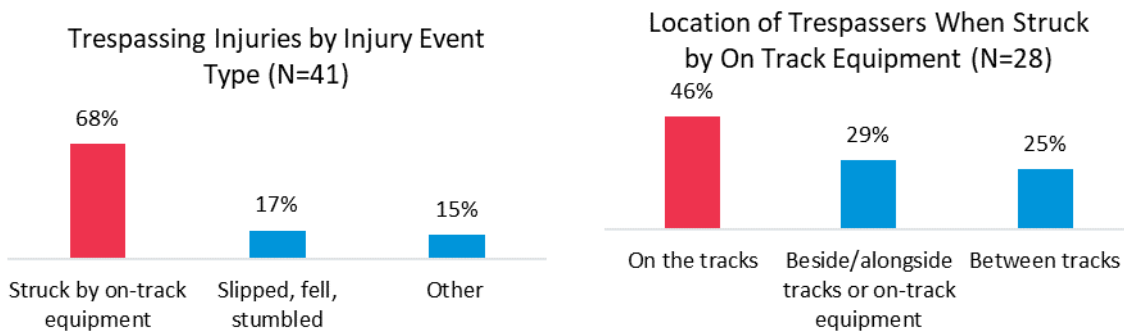 Trespassing Injuries by Injury Event
Type (N=41)
68%
17%
15%
Struck by on-track
equipment
Slipped, fell,
stumbled
Other
Location of Trespassers When Struck
by On Track Equipment (N=28)
46%
29%
25%
On the tracks
Beside/alongside
tracks or on-track
equipment
Between tracks